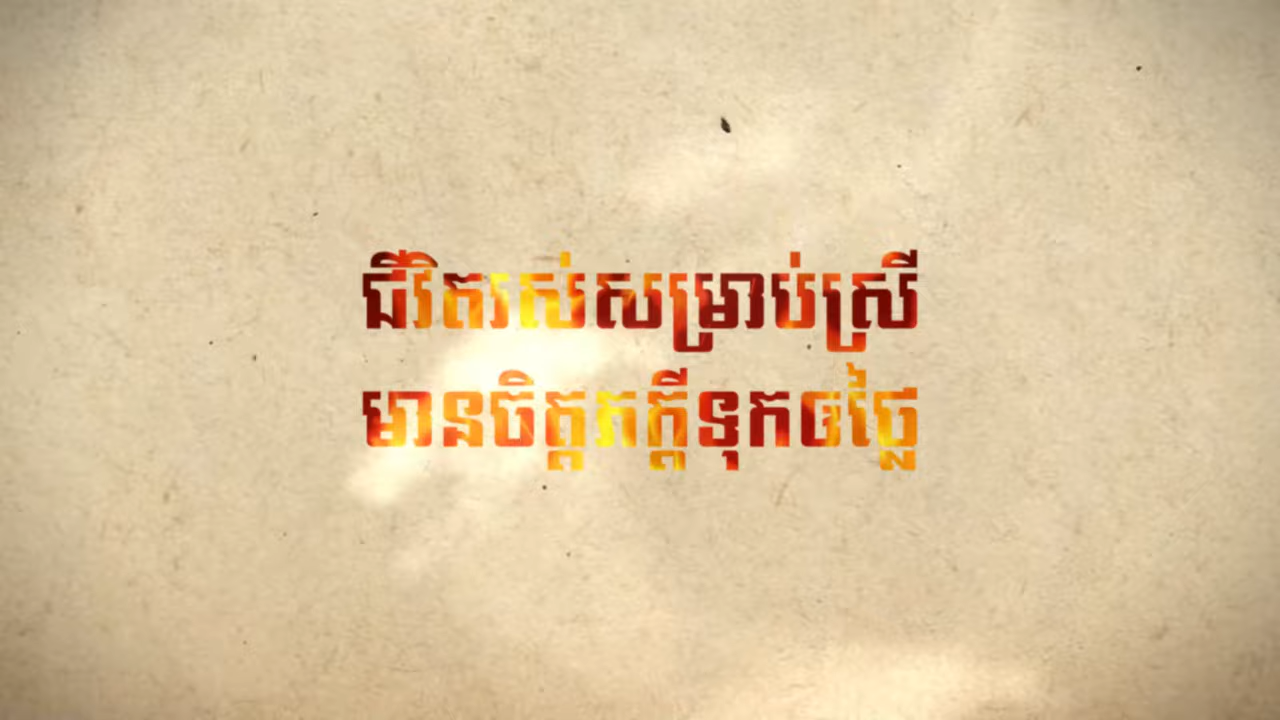 ជីវិតរស់សម្រាប់ស្រី
មានចិត្តភក្ដីទុកឲថ្លៃ